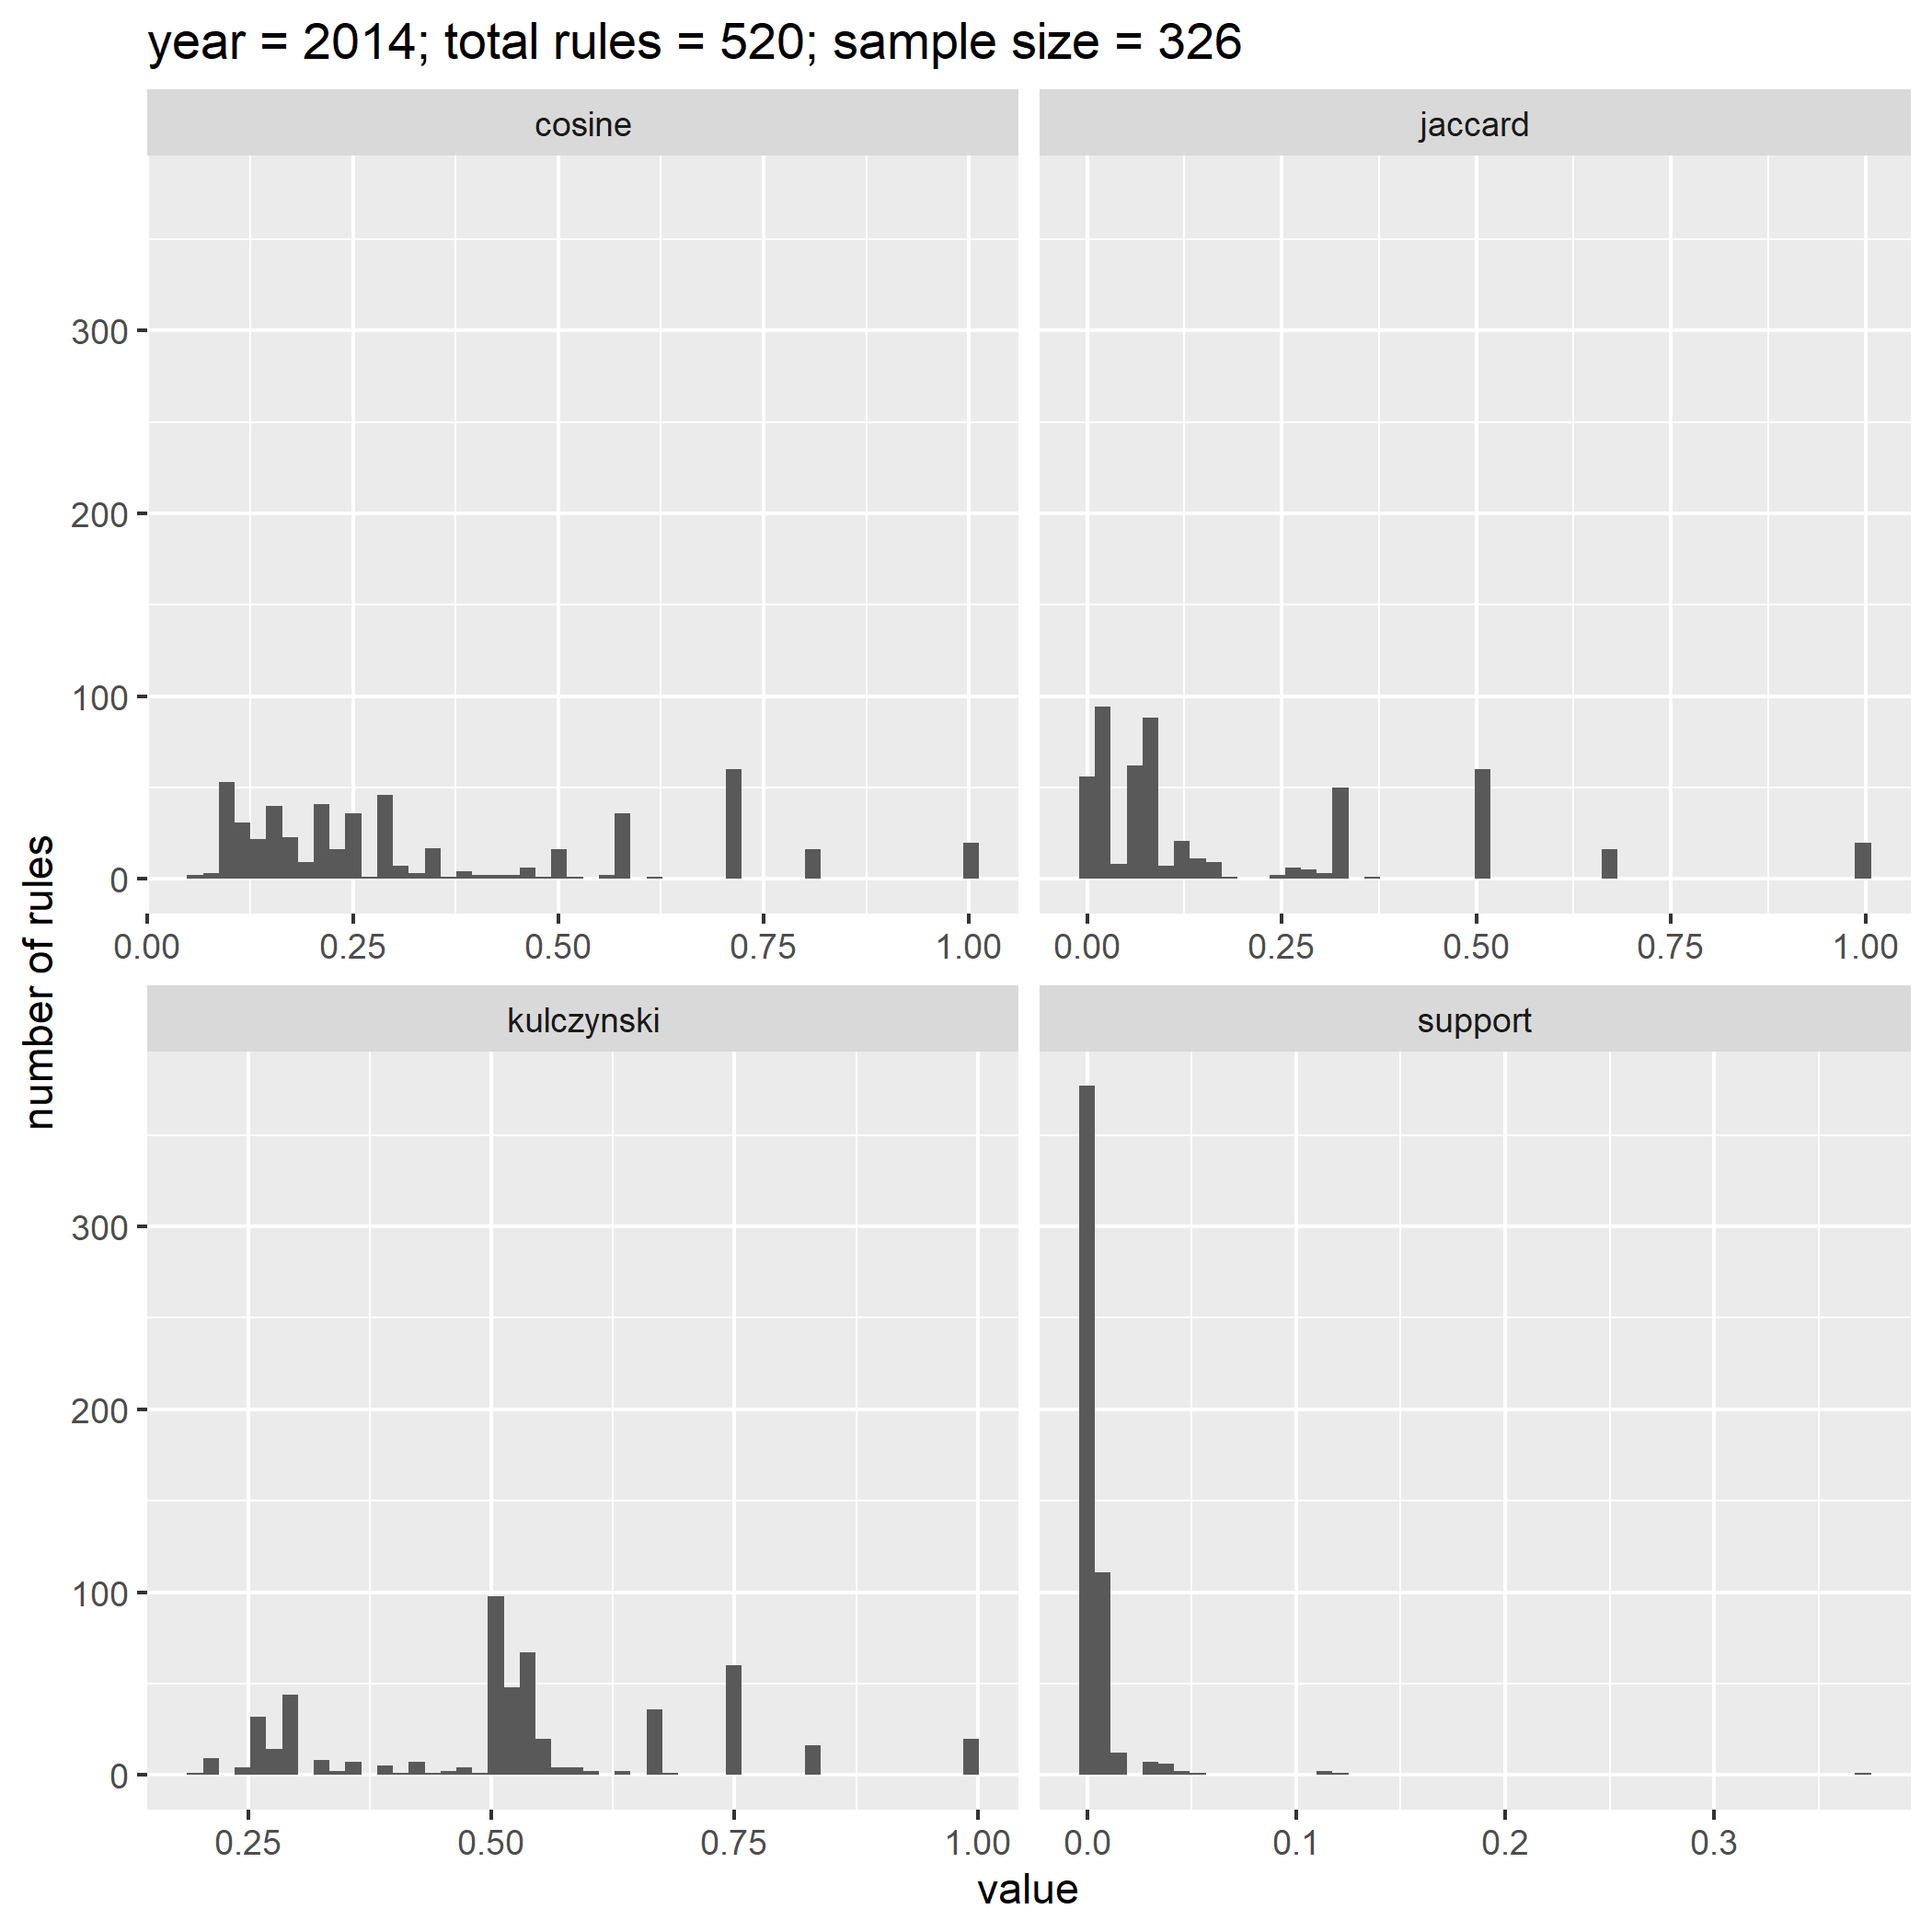 year = 2014; total rules = 520; sample size = 326
cosine
jaccard
300
200
100
0
0.00 0.25 0.50 0.75 1.00
0.00 0.25 0.50 0.75 1.00
number of rules
kulczynski
support
300
200
100
0
0.25 0.50 0.75 1.00
0.0 0.1 0.2 0.3
value